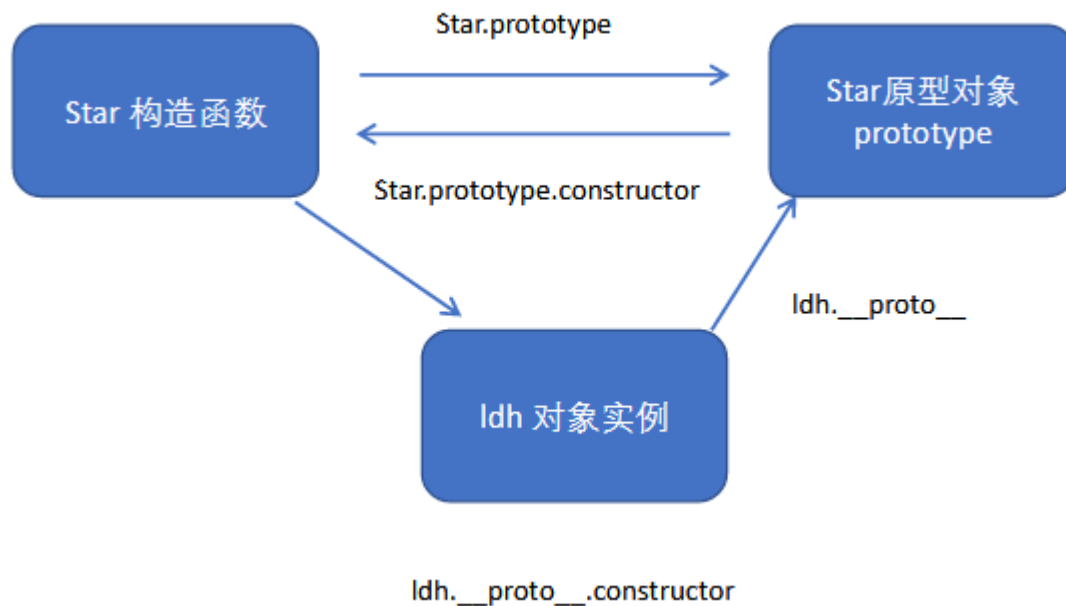 Star.prototype
Star 构造函数
Star原型对象
prototype
Star.prototype.constructor
ldh.__proto__
ldh 对象实例
ldh.__proto__.constructor